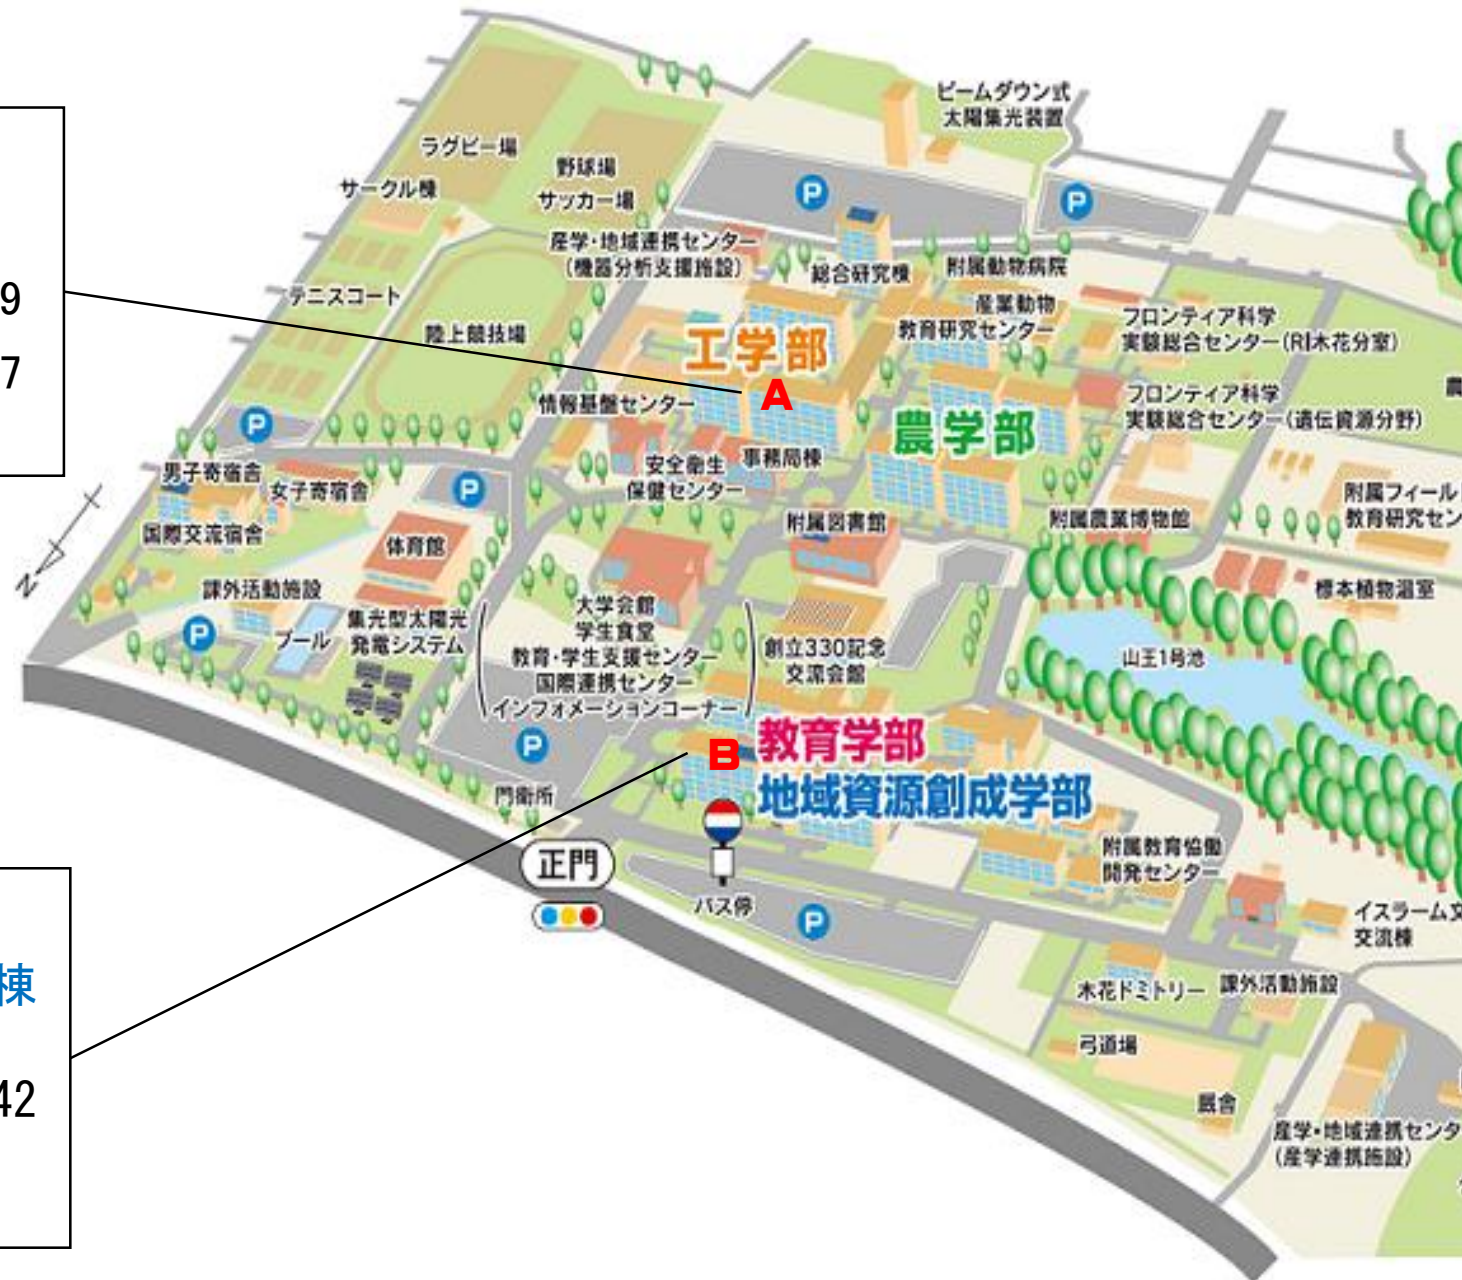 ビームダウン式
太陽集光装置
ラグビー場
野球場
サッカー場
サークル棟
P
P
産学・地域連携センター
(機器分析支援施設)
総合研究棟
附属動物病院
産業動物
教育研究センター
テニスコート
陸上競技場
9
7
工学部
A
フロンティア科学
実験総合センター(RI木花分室)
フロンティア科学
実験総合センター(遺伝資源分野)
情報基盤センター
農学部
P
男子寄宿舎
女子寄宿舎
P
安全衛生
保健センター
事務局棟
国際交流宿舎
体育館
附属図書館
附属農業博物館
附属フィール
教育研究セン
N
課外活動施設
P
プール
集光型太陽光
発電システム
大学会館
学生食堂
教育・学生支援センター
国際連携センター
インフォメーションコーナー
創立330記念
交流会館
標本植物温室
山王1号池
P
B
教育学部
地域資源創成学部
門衛所
正門
バス停
P
附属教育協働
開発センター
イスラーム文
交流棟
棟
42
木花ドミトリー
課外活動施設
弓道場
厩舎
産学・地域連携センタ
(産学連携施設)